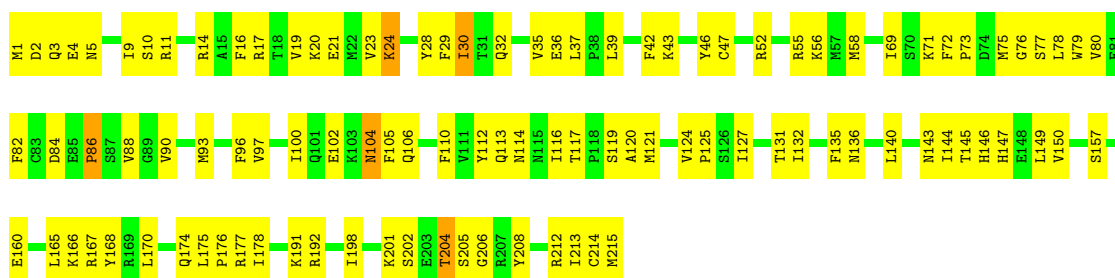 M1 D2 Q3 E4 N5 I9 S10 R11 R14 A15 F16 R17 T18 V19 K20 E21 M22 V23 K24 Y28 F29 I30 T31 Q32 V35 E36 L37 P38 L39 F42 K43 Y46 C47 R52 R55 K56 M57 M58 I69 S70 K71 F72 P73 D74 M75 G76 S77 L78 W79 V80 E81
F82 C83 D84 E85 P86 S87 V88 G89 V90 M93 F96 V97 I100 Q101 E102 K103 N104 F105 Q106 F110 V111 Y112 Q113 N114 N115 I116 T117 P118 S119 A120 M121 V124 P125 S126 I127 T131 I132 F135 N136 L140 N143 I144 T145 H146 H147 E148 L149 V150 S157
E160 L165 K166 R167 Y168 R169 L170 Q174 L175 P176 R177 I178 K191 R192 I198 K201 S202 E203 T204 S205 G206 R207 Y208 R212 I213 C214 M215